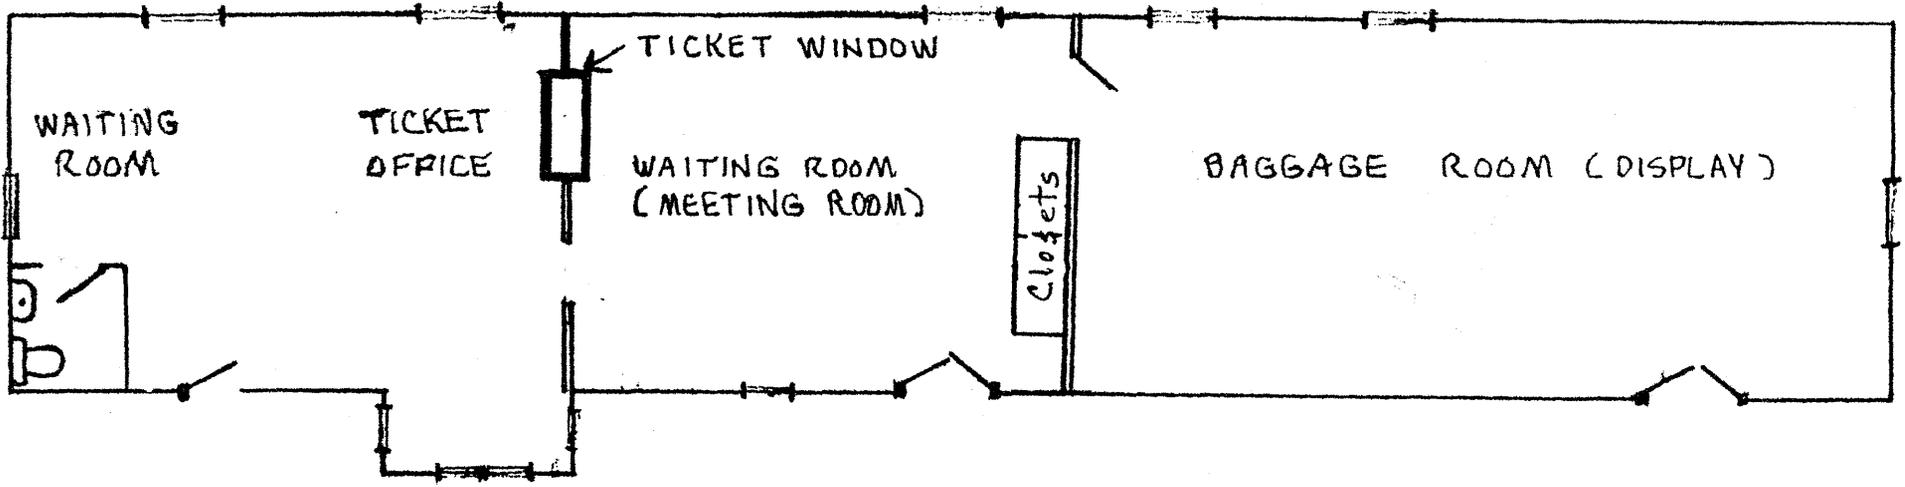 TICKET WINDOW
WAITING
ROOM
TICKET
OFFICE
WAITING ROOM
(MEETING ROOM)
Closets
BAGGAGE ROOM (DISPLAY)